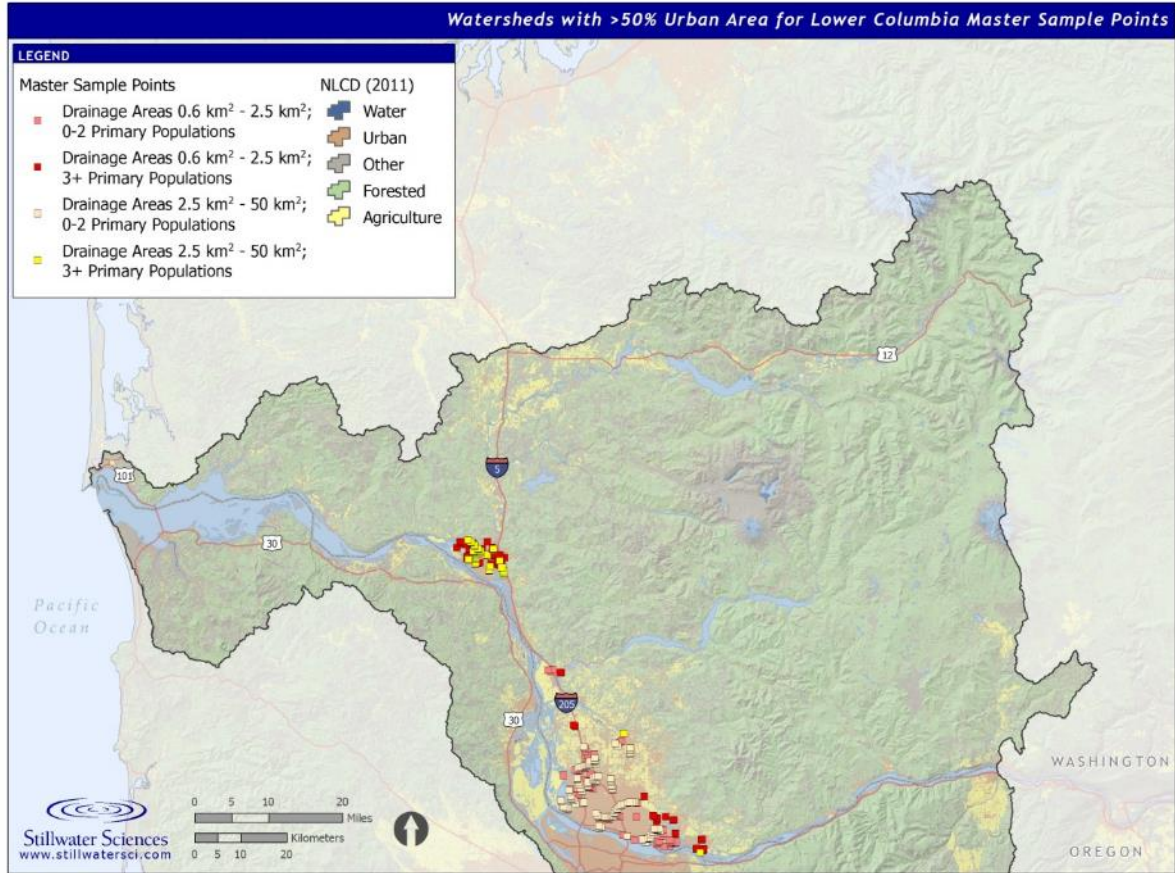 Watersheds with >50% Urban Area for Lower Columbia Master Sample Points
LEGEND
Master Sample Points
Drainage Areas 0.6 km² - 2.5 km²;
0-2 Primary Populations
Drainage Areas 0.6 km² - 2.5 km²;
3+ Primary Populations
Drainage Areas 2.5 km² - 50 km²;
0-2 Primary Populations
Drainage Areas 2.5 km² - 50 km²;
3+ Primary Populations
NLCD (2011)
Water
Urban
Other
Forested
Agriculture
12
5
101
30
Pacific
Ocean
205
30
WASHINGTON
OREGON
Stillwater Sciences
www.stillwatersci.com
0 5 10 20
Miles
Kilometers
0 5 10 20